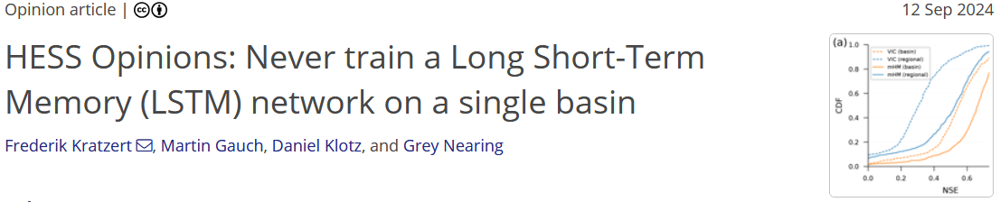 Opinion article |
12 Sep 2024
HESS Opinions: Never train a Long Short-Term
Memory (LSTM) network on a single basin
Frederik Kratzert, Martin Gauch, Daniel Klotz, and Grey Nearing
(a)
1.0
VIC (basin)
VIC (regional)
mHM (basin)
mHM (regional)
0.8
0.6
CDF
0.4
0.2
0.0
0.0 0.2 0.4 0.6
NSE